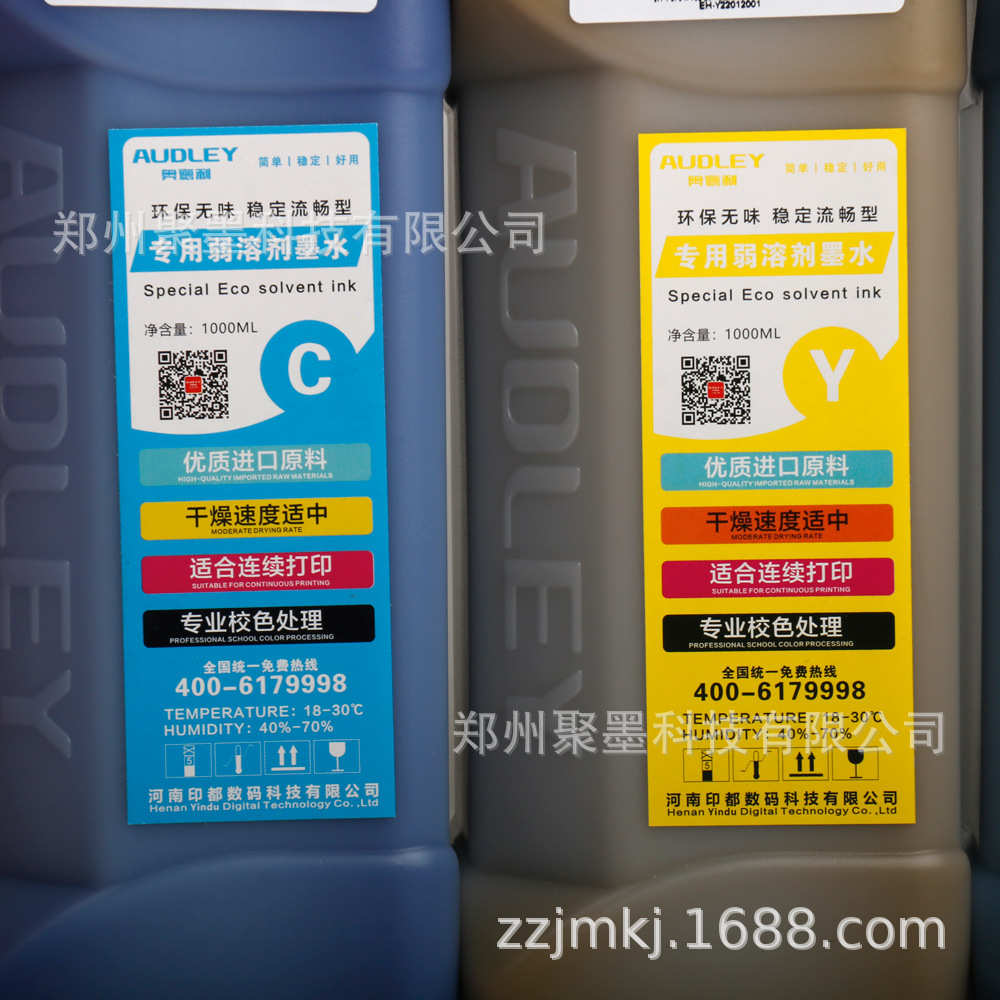 EH-Y22012001
AUDLEY
奥德利
简单 | 稳定 | 好用
环保无味 稳定流畅型
专用弱溶剂墨水
Special Eco solvent ink
净含量：1000ML
C
优质进口原料
HIGH-QUALITY IMPORTED RAW MATERIALS
干燥速度适中
MODERATE DRYING RATE
适合连续打印
SUITABLE FOR CONTINUOUS PRINTING
专业校色处理
PROFESSIONAL SCHOOL COLOR PROCESSING
全国统一免费热线
400-6179998
TEMPERATURE: 18-30℃
HUMIDITY: 40%-70%
5
河南印都数码科技有限公司
Henan Yindu Digital Technology Co.,Ltd
AUDLEY
奥德利
简单 | 稳定 | 好用
环保无味 稳定流畅型
专用弱溶剂墨水
Special Eco solvent ink
净含量：1000ML
Y
优质进口原料
HIGH-QUALITY IMPORTED RAW MATERIALS
干燥速度适中
MODERATE DRYING RATE
适合连续打印
SUITABLE FOR CONTINUOUS PRINTING
专业校色处理
PROFESSIONAL SCHOOL COLOR PROCESSING
全国统一免费热线
400-6179998
TEMPERATURE: 18-30℃
HUMIDITY: 40%-70%
5
河南印都数码科技有限公司
Henan Yindu Digital Technology Co.,Ltd
AUDLEY
AUDLEY
郑州聚墨科技有限公司
郑州聚墨科技有限公司
zzjmkj.1688.com